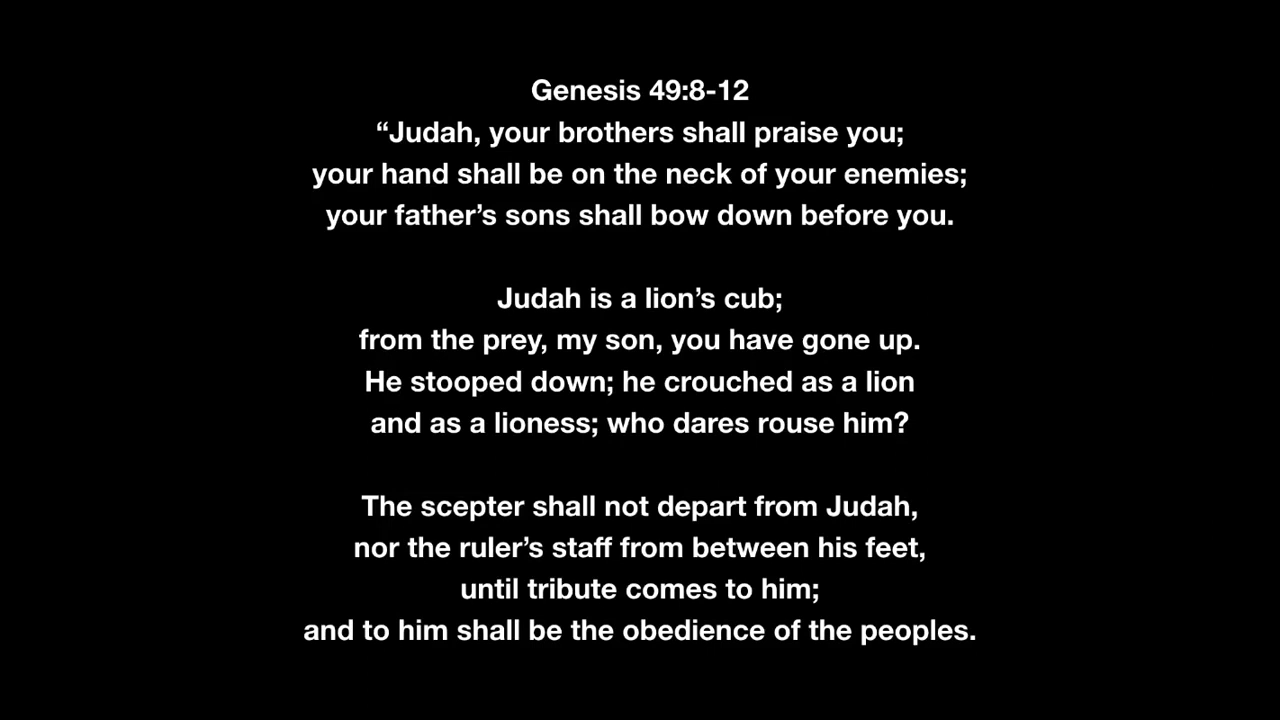 Genesis 49:8-12
“Judah, your brothers shall praise you;
your hand shall be on the neck of your enemies;
your father’s sons shall bow down before you.
Judah is a lion’s cub;
from the prey, my son, you have gone up.
He stooped down; he crouched as a lion
and as a lioness; who dares rouse him?
The scepter shall not depart from Judah,
nor the ruler’s staff from between his feet,
until tribute comes to him;
and to him shall be the obedience of the peoples.